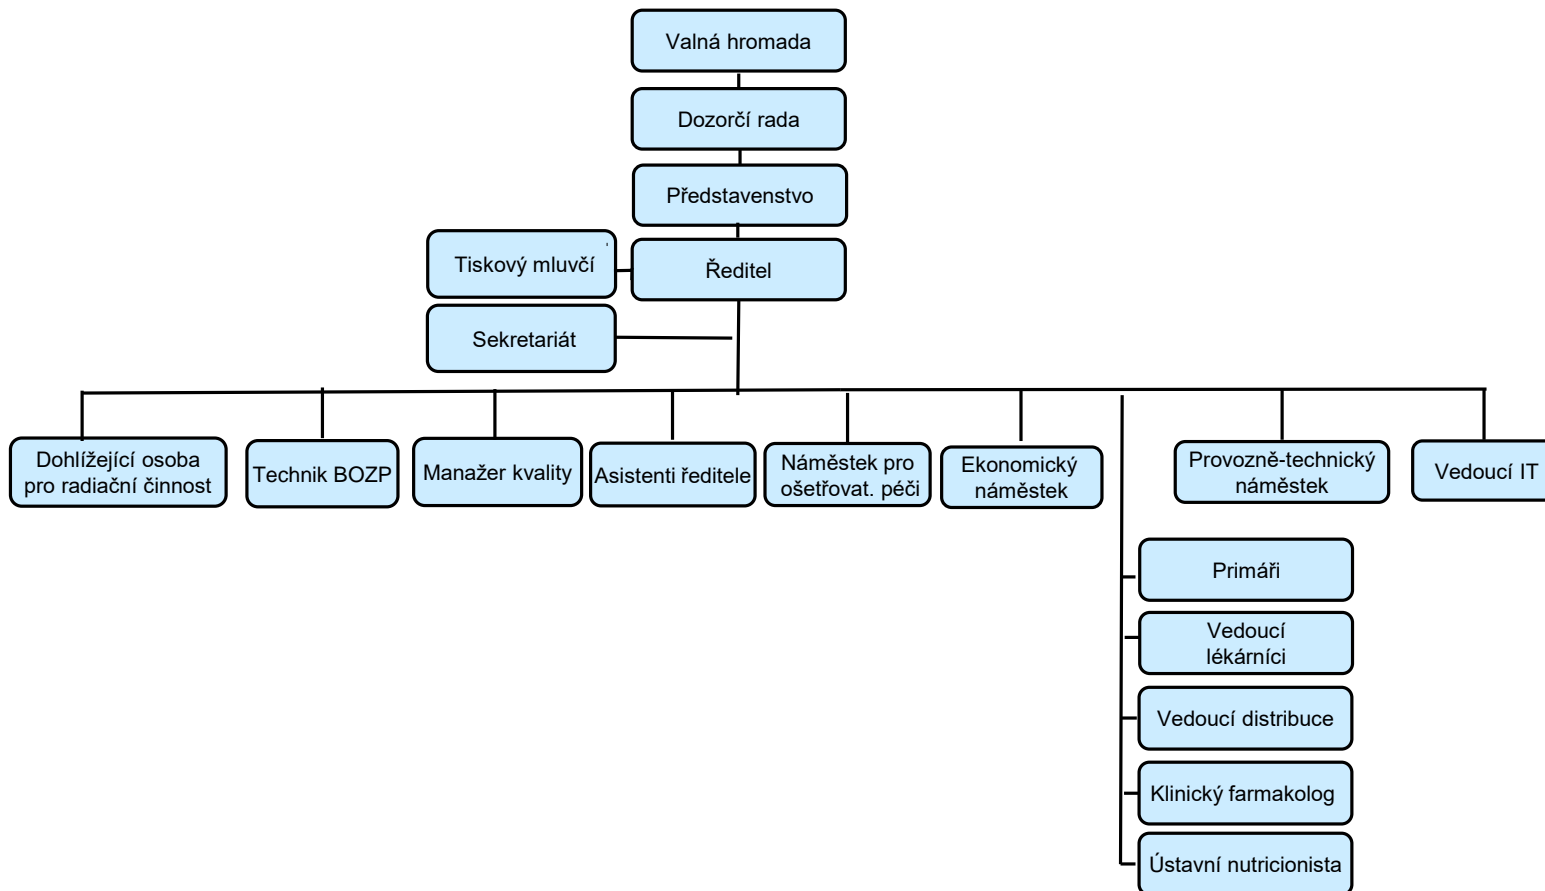 Valná hromada
Dozorčí rada
Představenstvo
Tiskový mluvčí
Ředitel
Sekretariát
Dohlížející osoba
pro radiační činnost
Technik BOZP
Manažer kvality
Asistenti ředitele
Náměstek pro
ošetřovat. péči
Ekonomický
náměstek
Provozně-technický
náměstek
Vedoucí IT
Primáři
Vedoucí
lékárníci
Vedoucí distribuce
Klinický farmakolog
Ústavní nutricionista